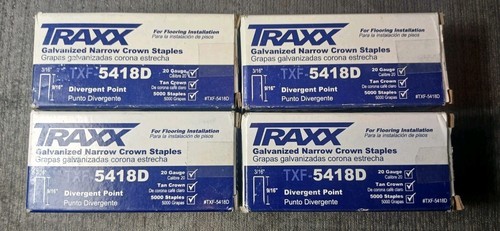 TRAXX
For Flooring Installation
Para la instalación de pisos
Galvanized Narrow Crown Staples
Grapas galvanizadas corona estrecha
3/16"
9/16"
TXF-5418D
Divergent Point
Punto Divergente
20 Gauge
Calibre 20
Tan Crown
De corona café claro
5000 Staples
5000 Grapas
#TXF-5418D
TRAXX
For Flooring Installation
Para la instalación de pisos
Galvanized Narrow Crown Staples
Grapas galvanizadas corona estrecha
3/16"
9/16"
TXF-5418D
Divergent Point
Punto Divergente
20 Gauge
Calibre 20
Tan Crown
De corona café claro
5000 Staples
5000 Grapas
#TXF-5418D
TRAXX
For Flooring Installation
Para la instalación de pisos
Galvanized Narrow Crown Staples
Grapas galvanizadas corona estrecha
3/16"
9/16"
TXF-5418D
Divergent Point
Punto Divergente
20 Gauge
Calibre 20
Tan Crown
De corona café claro
5000 Staples
5000 Grapas
#TXF-5418D
TRAXX
For Flooring Installation
Para la instalación de pisos
Galvanized Narrow Crown Staples
Grapas galvanizadas corona estrecha
3/16"
9/16"
TXF-5418D
Divergent Point
Punto Divergente
20 Gauge
Calibre 20
Tan Crown
De corona café claro
5000 Staples
5000 Grapas
#TXF-5418D